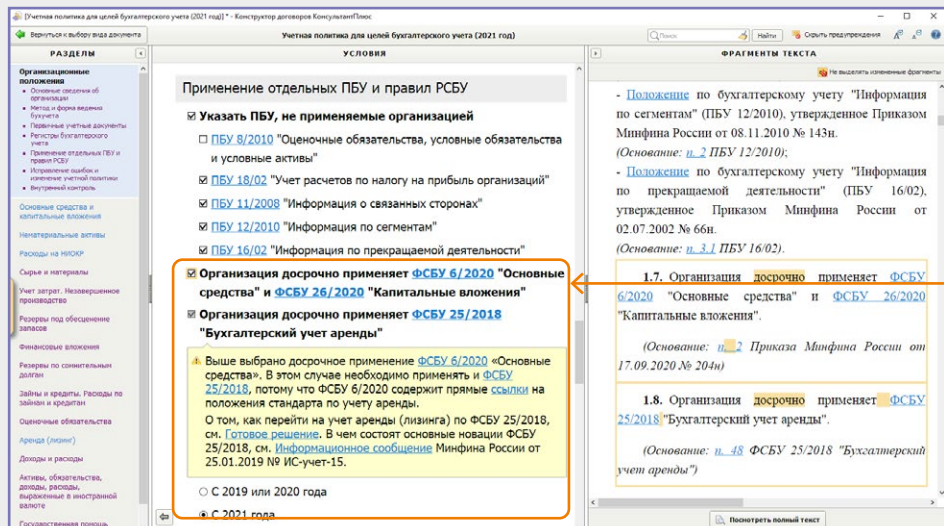 [Учетная политика для целей бухгалтерского учета (2021 год)] * - Конструктор договоров КонсультантПлюс
Вернуться к выбору вида документа
Учетная политика для целей бухгалтерского учета (2021 год)
Поиск
Найти
Скрыть предупреждения
РАЗДЕЛЫ
Организационные
положения
Основные сведения об
организации
Метод и форма ведения
бухучета
Первичные учетные документы
Регистры бухгалтерского
учета
Применение отдельных ПБУ и
правил РСБУ
Исправление ошибок и
изменение учетной политики
Внутренний контроль
Основные средства и
капитальные вложения
Нематериальные активы
Расходы на НИОКР
Сырье и материалы
Учет затрат. Незавершенное
производство
Резервы под обесценение
запасов
Финансовые вложения
Резервы по сомнительным
долгам
Займы и кредиты. Расходы по
займам и кредитам
Оценочные обязательства
Аренда (лизинг)
Доходы и расходы
Активы, обязательства,
доходы, расходы,
выраженные в иностранной
валюте
Государственная помощь
УСЛОВИЯ
Применение отдельных ПБУ и правил РСБУ
Указать ПБУ, не применяемые организацией
ПБУ 8/2010 "Оценочные обязательства, условные обязательства
и условные активы"
ПБУ 18/02 "Учет расчетов по налогу на прибыль организаций"
ПБУ 11/2008 "Информация о связанных сторонах"
ПБУ 12/2010 "Информация по сегментам"
ПБУ 16/02 "Информация по прекращаемой деятельности"
Организация досрочно применяет ФСБУ 6/2020 "Основные
средства" и ФСБУ 26/2020 "Капитальные вложения"
Организация досрочно применяет ФСБУ 25/2018
"Бухгалтерский учет аренды"
Выше выбрано досрочное применение ФСБУ 6/2020 «Основные
средства». В этом случае необходимо применять и ФСБУ
25/2018, потому что ФСБУ 6/2020 содержит прямые ссылки на
положения стандарта по учету аренды.
О том, как перейти на учет аренды (лизинга) по ФСБУ 25/2018,
см. Готовое решение. В чем состоят основные новации ФСБУ
25/2018, см. Информационное сообщение Минфина России от
25.01.2019 № ИС-учет-15.
С 2019 или 2020 года
С 2021 года
ФРАГМЕНТЫ ТЕКСТА
Не выделять измененные фрагменты
- Положение по бухгалтерскому учету "Информация
по сегментам" (ПБУ 12/2010), утвержденное Приказом
Минфина России от 08.11.2010 № 143н.
(Основание: п. 2 ПБУ 12/2010);
- Положение по бухгалтерскому учету "Информация
по прекращаемой деятельности" (ПБУ 16/02),
утвержденное Приказом Минфина России от
02.07.2002 № 66н.
(Основание: п. 3.1 ПБУ 16/02).
1.7. Организация досрочно применяет ФСБУ
6/2020 "Основные средства" и ФСБУ 26/2020
"Капитальные вложения".
(Основание: п. 2 Приказа Минфина России от
17.09.2020 № 204н)
1.8. Организация досрочно применяет ФСБУ
25/2018 "Бухгалтерский учет аренды".
(Основание: п. 48 ФСБУ 25/2018 "Бухгалтерский
учет аренды")
Посмотреть полный текст